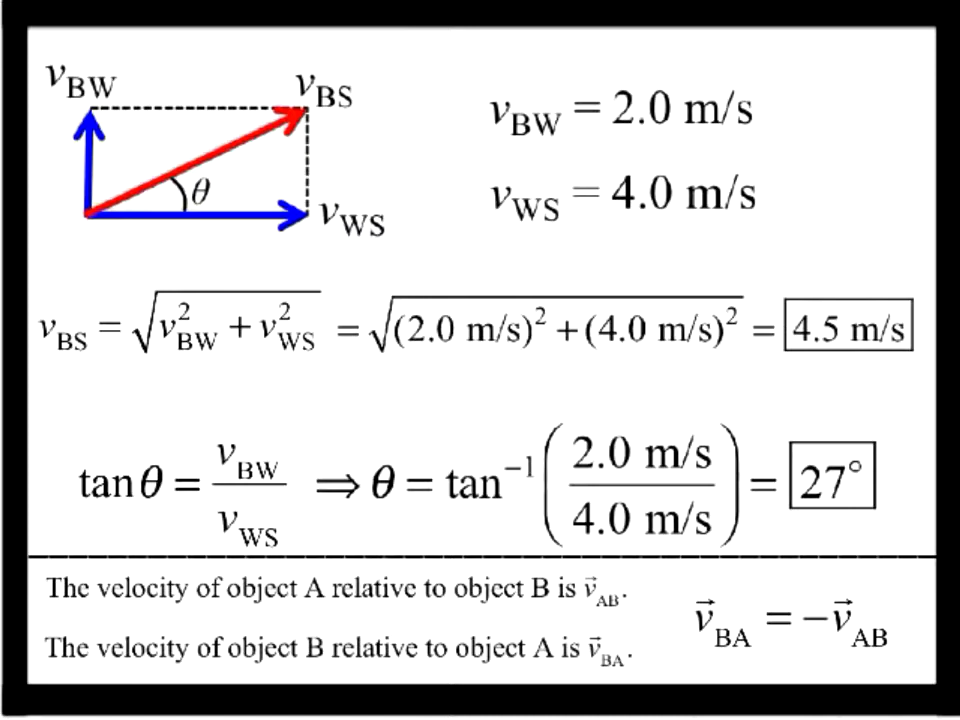 v_BW v_BS
v_BW = 2.0 m/s
θ
v_WS
v_WS = 4.0 m/s
v_BS = √(v²_BW + v²_WS) = √((2.0 m/s)² + (4.0 m/s)²) = 4.5 m/s
tan θ = v_BW / v_WS ⇒ θ = tan⁻¹ (2.0 m/s / 4.0 m/s) = 27°
The velocity of object A relative to object B is v⃗_AB.
The velocity of object B relative to object A is v⃗_BA.
v⃗_BA = −v⃗_AB